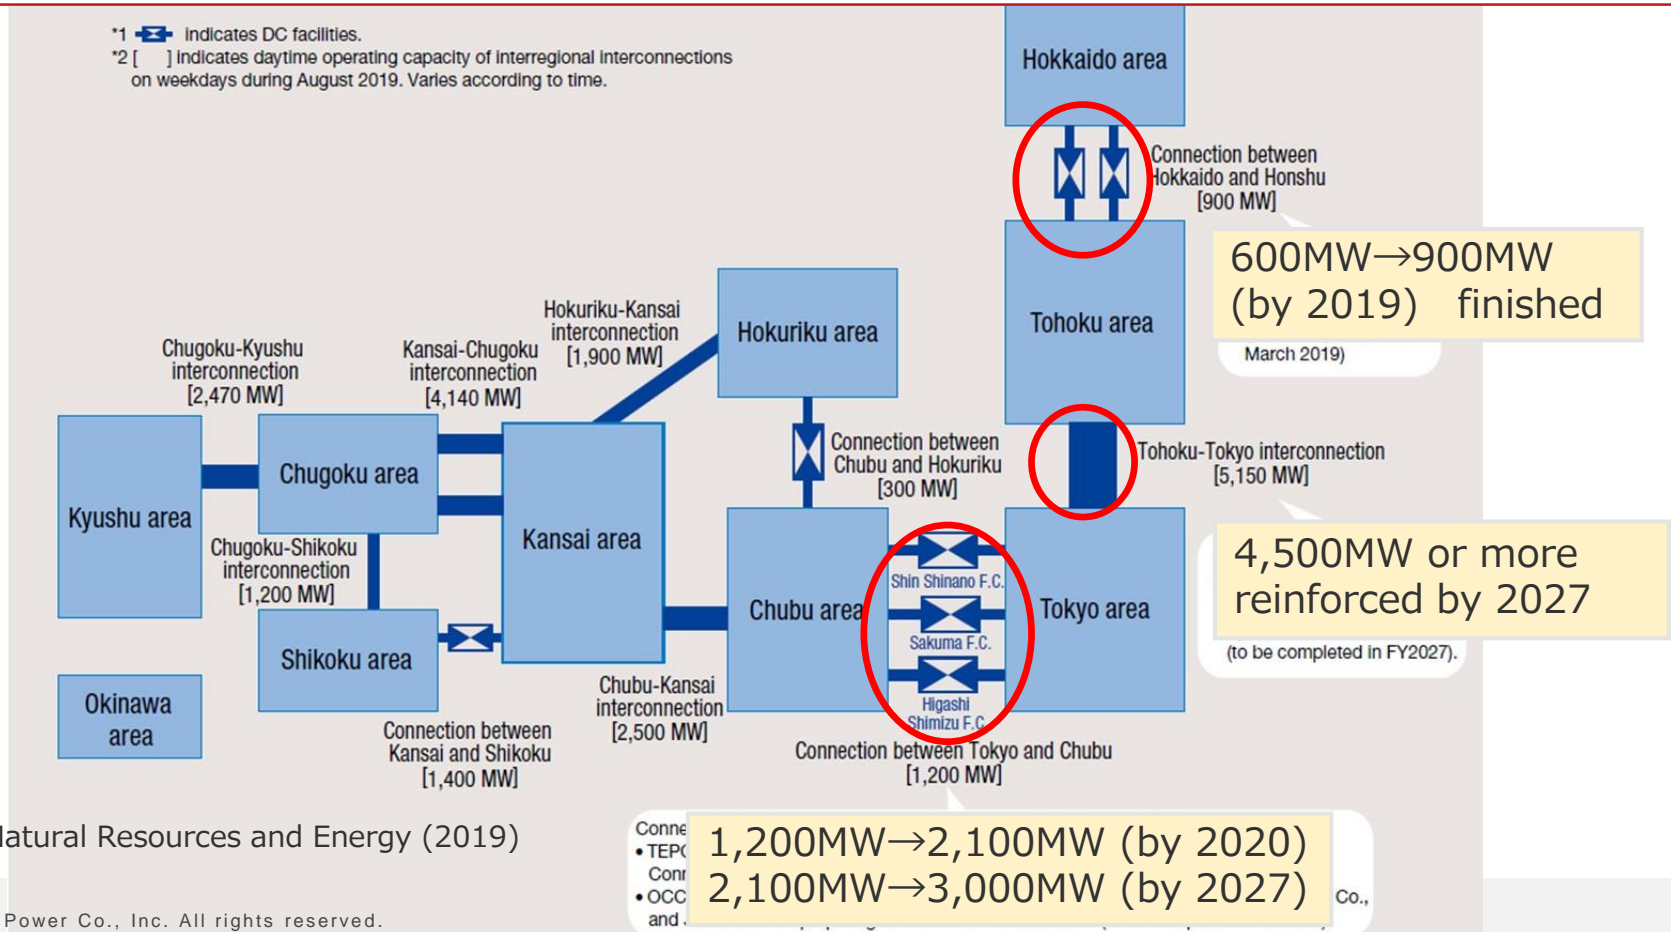 *1 indicates DC facilities.
*2 [ ] indicates daytime operating capacity of interregional interconnections
on weekdays during August 2019. Varies according to time.
Hokkaido area
Connection between
Hokkaido and Honshu
[900 MW]
600MW→900MW
(by 2019) finished
March 2019)
Tohoku area
Hokuriku-Kansai
interconnection
[1,900 MW]
Hokuriku area
Chugoku-Kyushu
interconnection
[2,470 MW]
Kansai-Chugoku
interconnection
[4,140 MW]
Connection between
Chubu and Hokuriku
[300 MW]
Tohoku-Tokyo interconnection
[5,150 MW]
4,500MW or more
reinforced by 2027
(to be completed in FY2027).
Kyushu area
Chugoku area
Kansai area
Chugoku-Shikoku
interconnection
[1,200 MW]
Shikoku area
Okinawa
area
Chubu area
Shin Shinano F.C.
Sakuma F.C.
Higashi
Shimizu F.C.
Tokyo area
Connection between
Kansai and Shikoku
[1,400 MW]
Chubu-Kansai
interconnection
[2,500 MW]
Connection between Tokyo and Chubu
[1,200 MW]
Natural Resources and Energy (2019)
1,200MW→2,100MW (by 2020)
2,100MW→3,000MW (by 2027)
Conne
• TEPC
Conn
• OCC
Co.,
and
Power Co., Inc. All rights reserved.